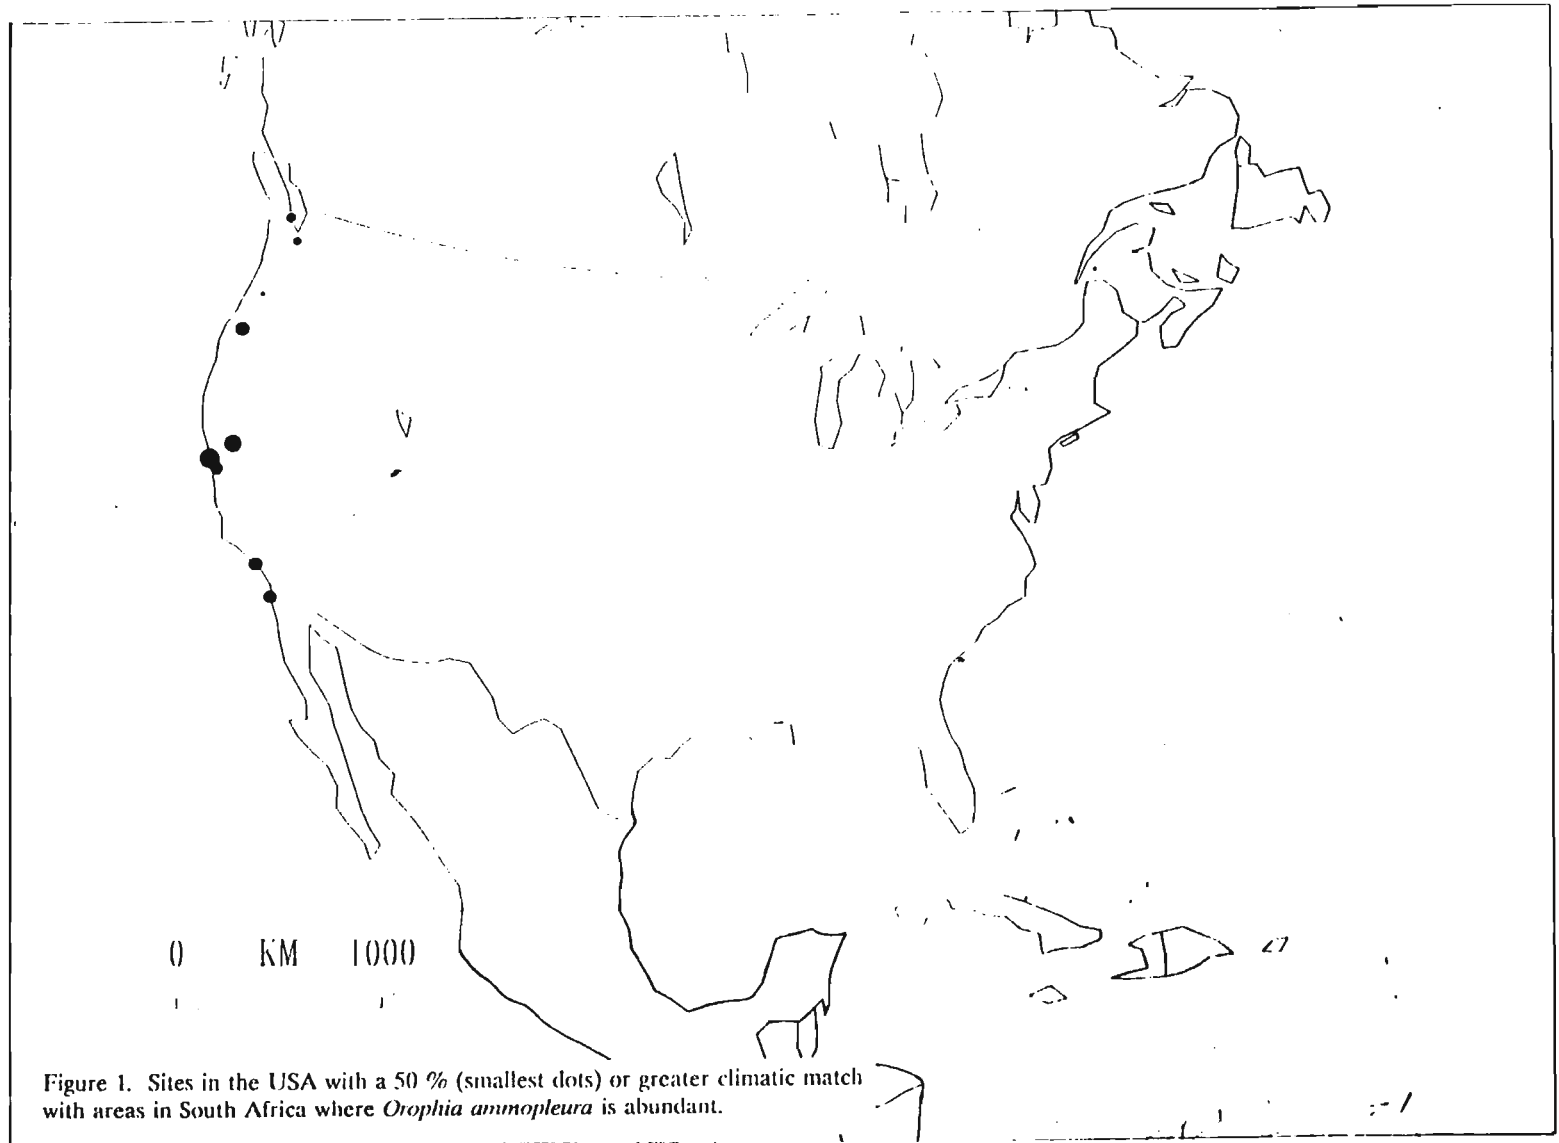 0 KM 1000
Figure 1. Sites in the USA with a 50 % (smallest dots) or greater climatic match
with areas in South Africa where Orophia ammopleura is abundant.